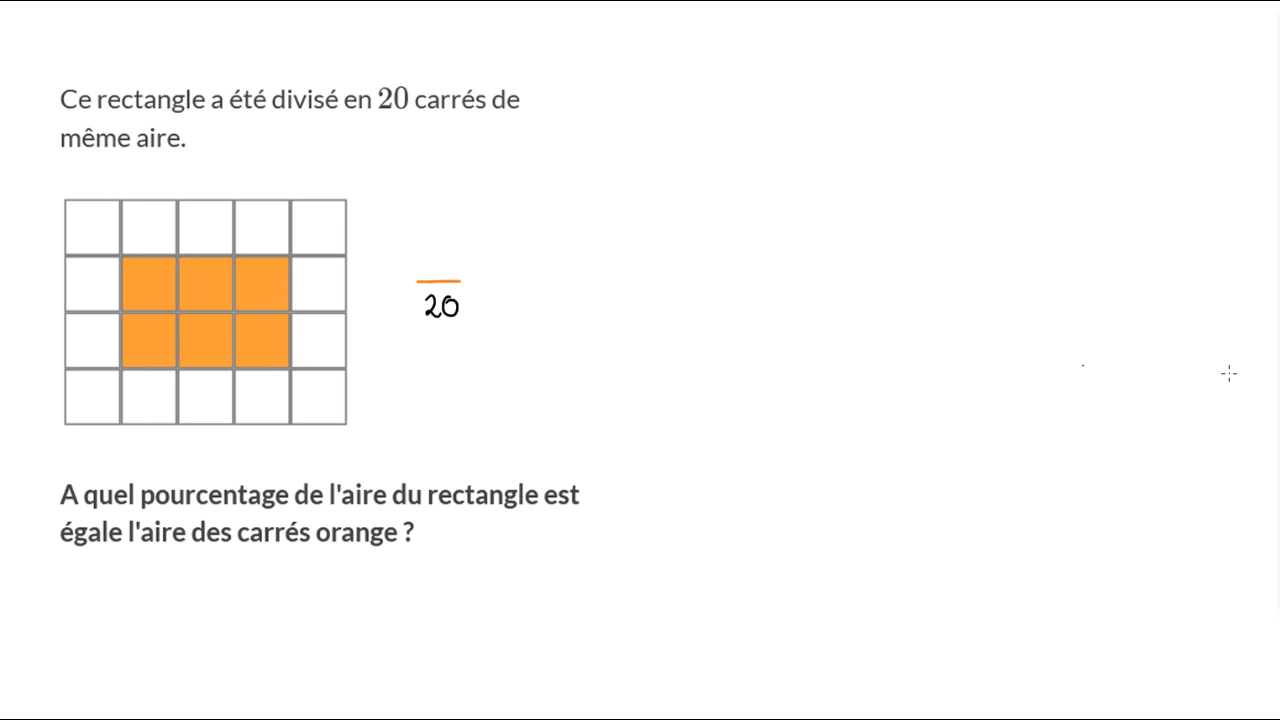 Ce rectangle a été divisé en 20 carrés de
même aire.
20
A quel pourcentage de l'aire du rectangle est
égale l'aire des carrés orange ?